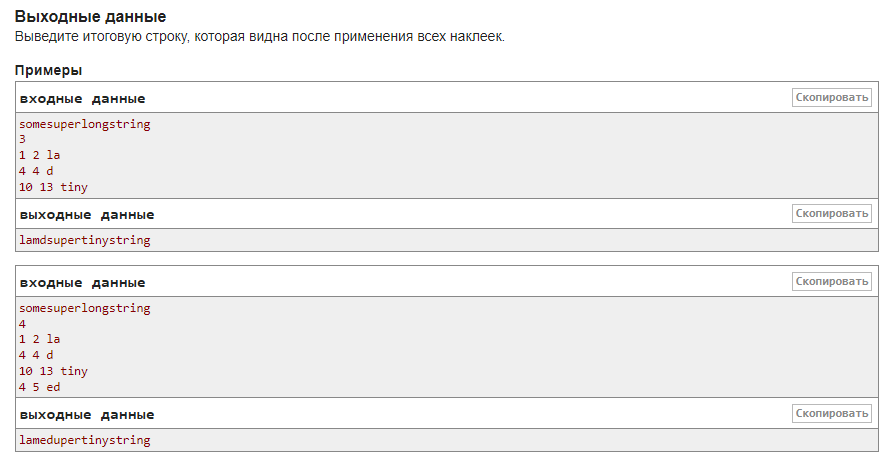 Выходные данные
Выведите итоговую строку, которая видна после применения всех наклеек.
Примеры
входные данные
Скопировать
somesuperlongstring
3
1 2 la
4 4 d
10 13 tiny
выходные данные
Скопировать
lamdsupertinystring
входные данные
Скопировать
somesuperlongstring
4
1 2 la
4 4 d
10 13 tiny
4 5 ed
выходные данные
Скопировать
lamedupertinystring